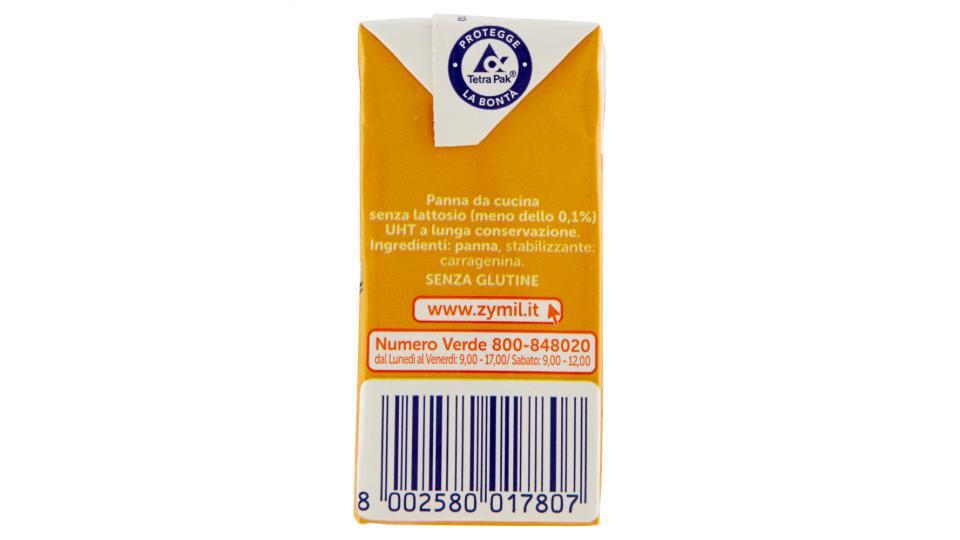 PROTEGGE
Tetra Pak®
LA BONTÀ
Panna da cucina
senza lattosio (meno dello 0,1%)
UHT a lunga conservazione.
Ingredienti: panna, stabilizzante:
carragenina.
SENZA GLUTINE
www.zymil.it
Numero Verde 800-848020
dal Lunedì al Venerdì: 9,00 - 17,00/ Sabato: 9,00 - 12,00
8 002580 017807